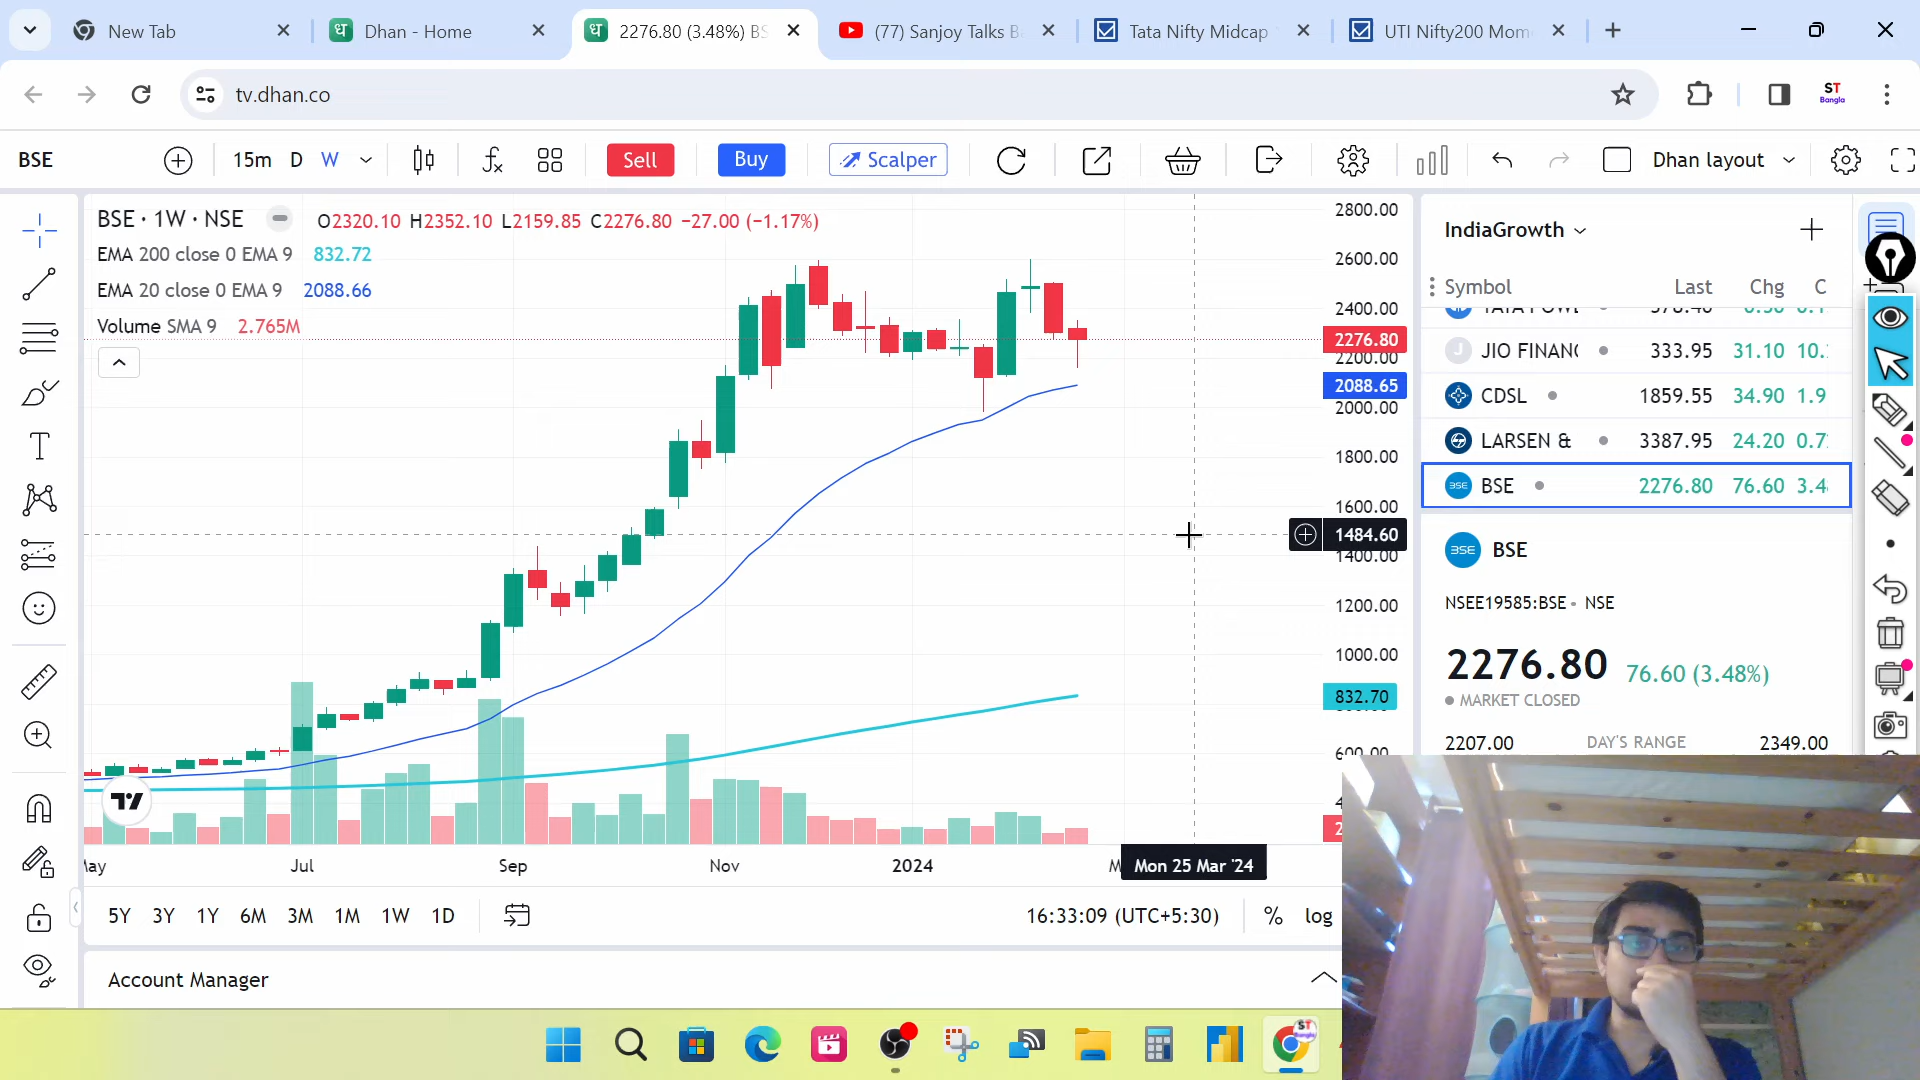 New Tab
Dhan - Home
2276.80 (3.48%) BS
(77) Sanjoy Talks B
Tata Nifty Midcap
UTI Nifty200 Mom
tv.dhan.co
ST
Bangla
BSE
15m D W
Sell
Buy
Scalper
Dhan layout
BSE · 1W · NSE
O2320.10 H2352.10 L2159.85 C2276.80 −27.00 (−1.17%)
EMA 200 close 0 EMA 9 832.72
EMA 20 close 0 EMA 9 2088.66
Volume SMA 9 2.765M
2800.00
2600.00
2400.00
2276.80
2200.00
2088.65
2000.00
1800.00
1600.00
1484.60
1400.00
1200.00
1000.00
832.70
600.00
May Jul Sep Nov 2024 M Mon 25 Mar '24
5Y 3Y 1Y 6M 3M 1M 1W 1D
16:33:09 (UTC+5:30)
% log
Account Manager
IndiaGrowth
Symbol Last Chg C
JIO FINAN 333.95 31.10 10.
CDSL 1859.55 34.90 1.9
LARSEN & 3387.95 24.20 0.7
BSE 2276.80 76.60 3.4
BSE
NSEE19585:BSE • NSE
2276.80 76.60 (3.48%)
MARKET CLOSED
2207.00 DAY'S RANGE 2349.00